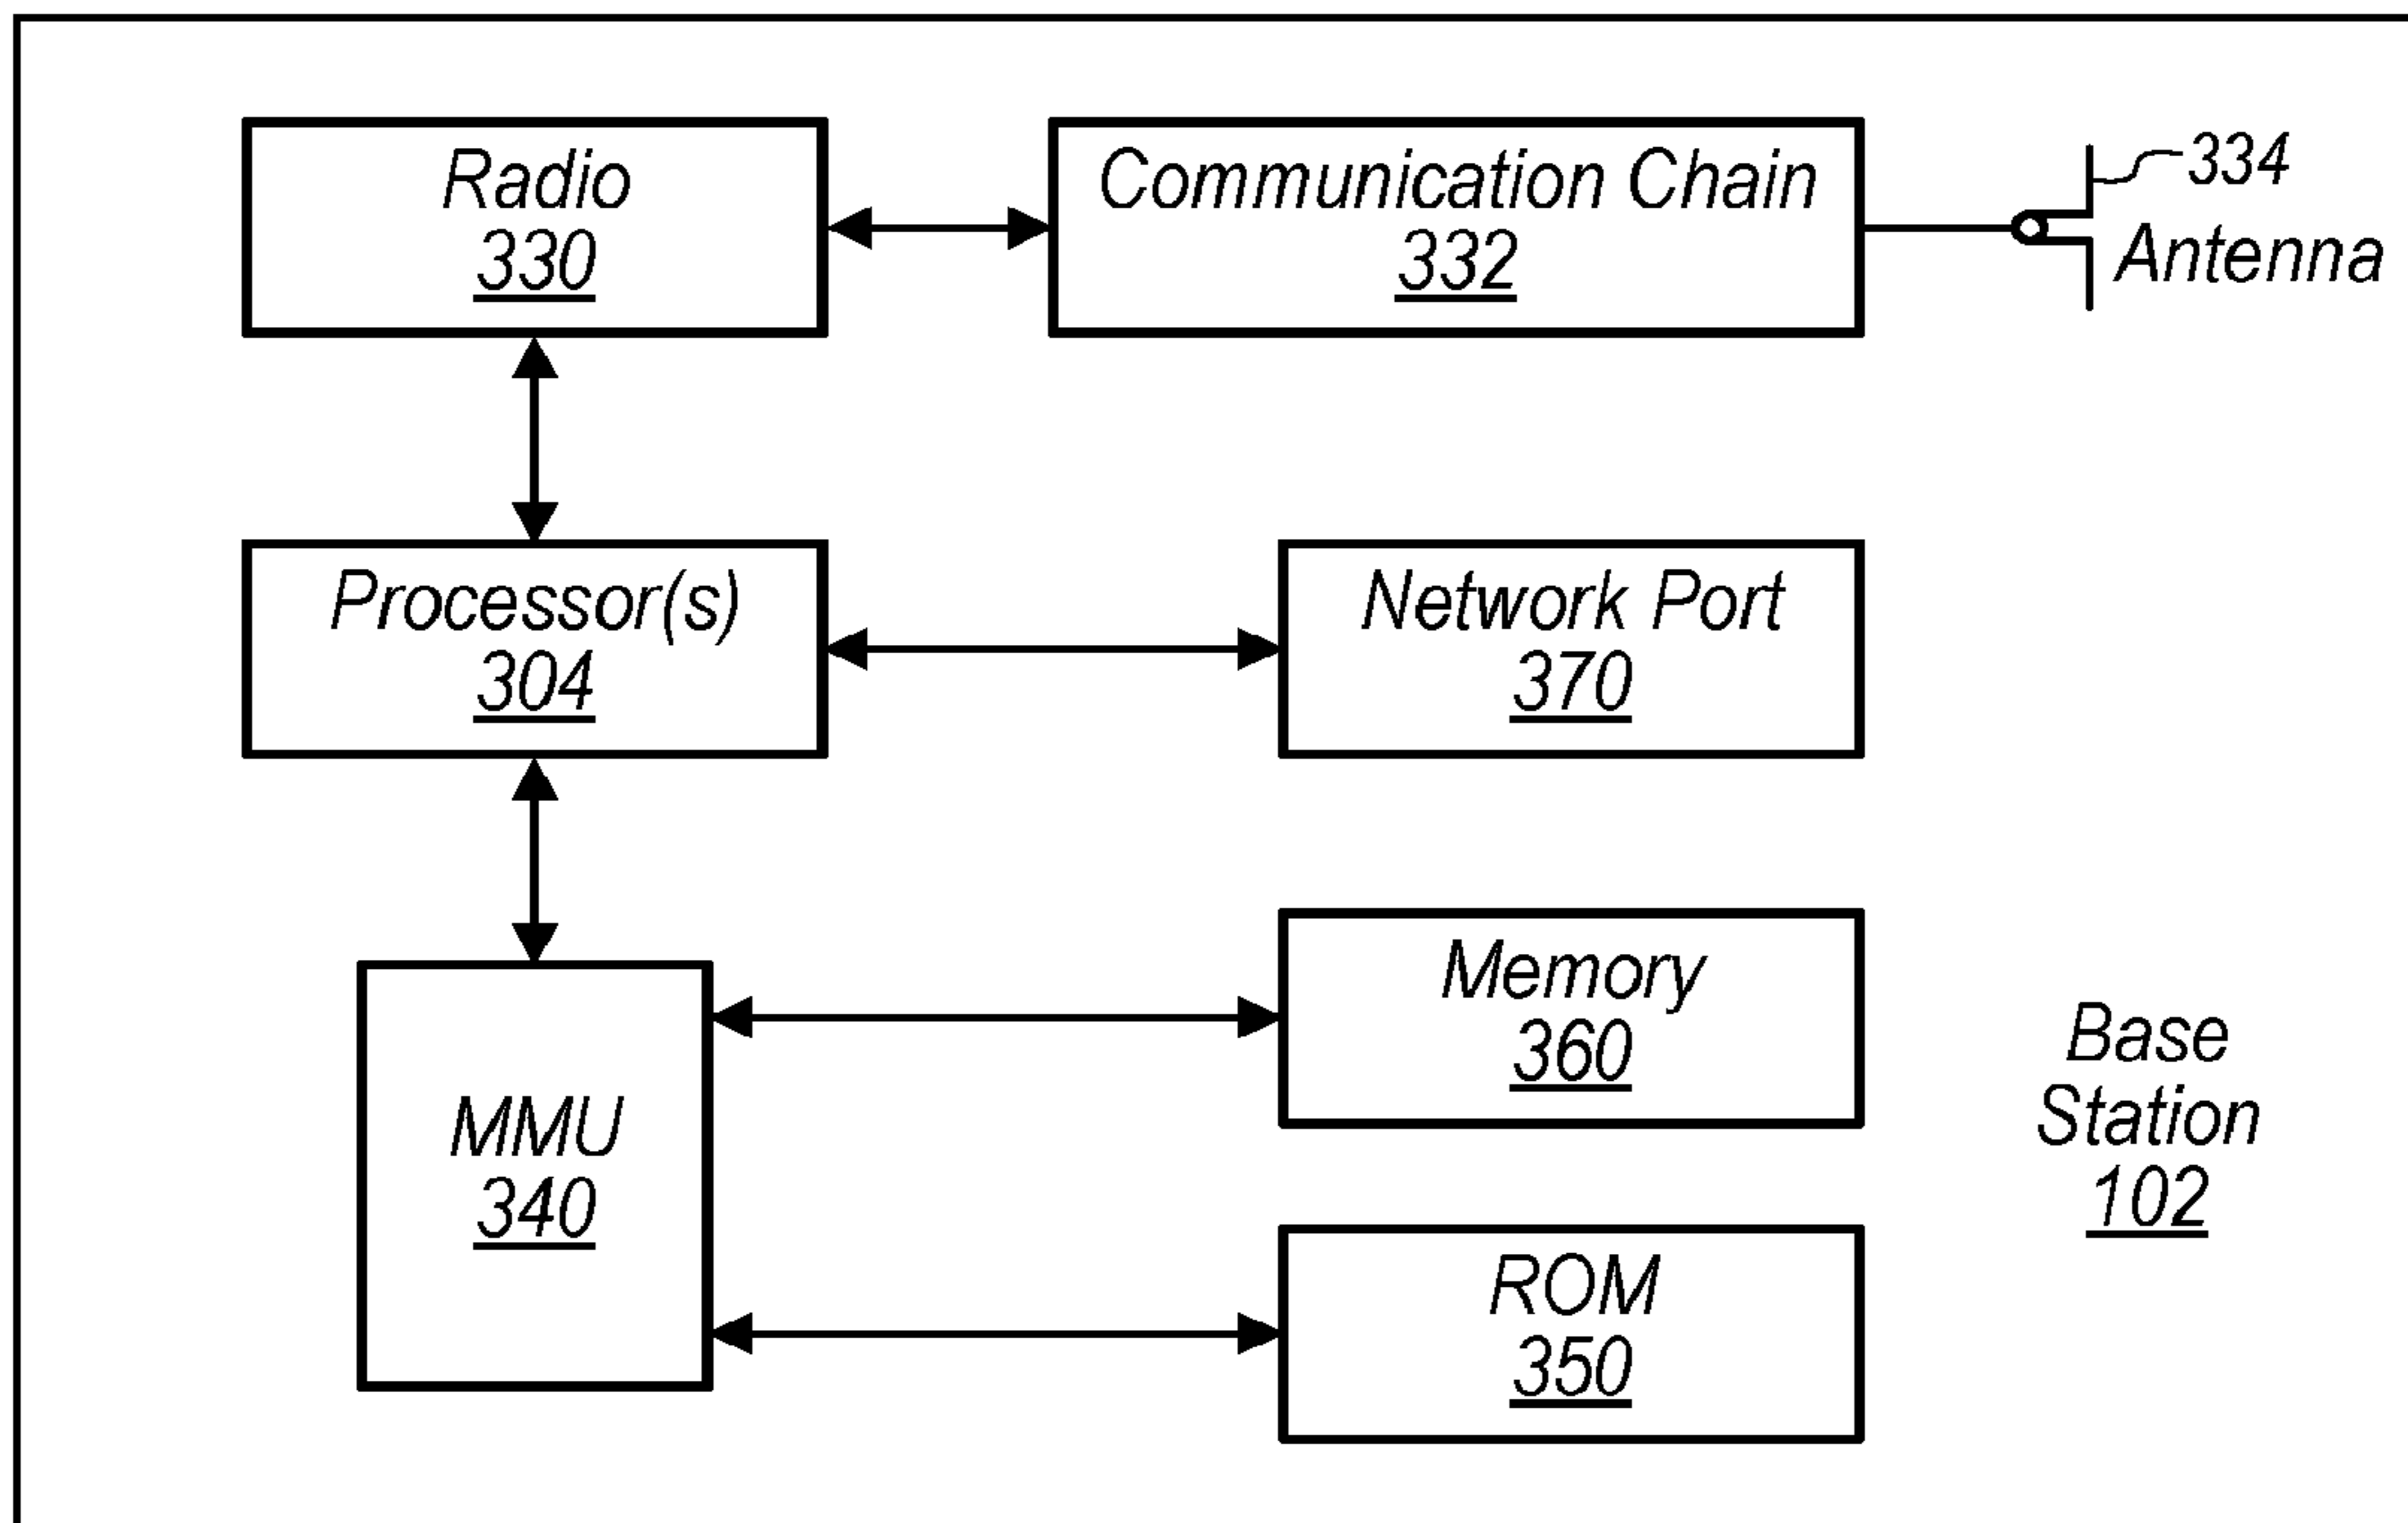 Radio
330
Communication Chain
332
334
Antenna
Processor(s)
304
Network Port
370
MMU
340
Memory
360
ROM
350
Base
Station
102